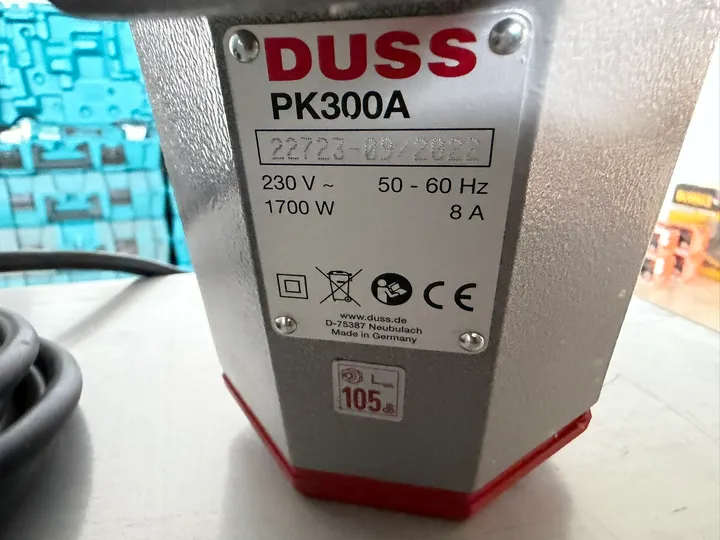 DUSS
PK300A
22723-09/2022
230 V ~ 50 - 60 Hz
1700 W 8 A
CE
www.duss.de
D-75387 Neubulach
Made in Germany
105 dB